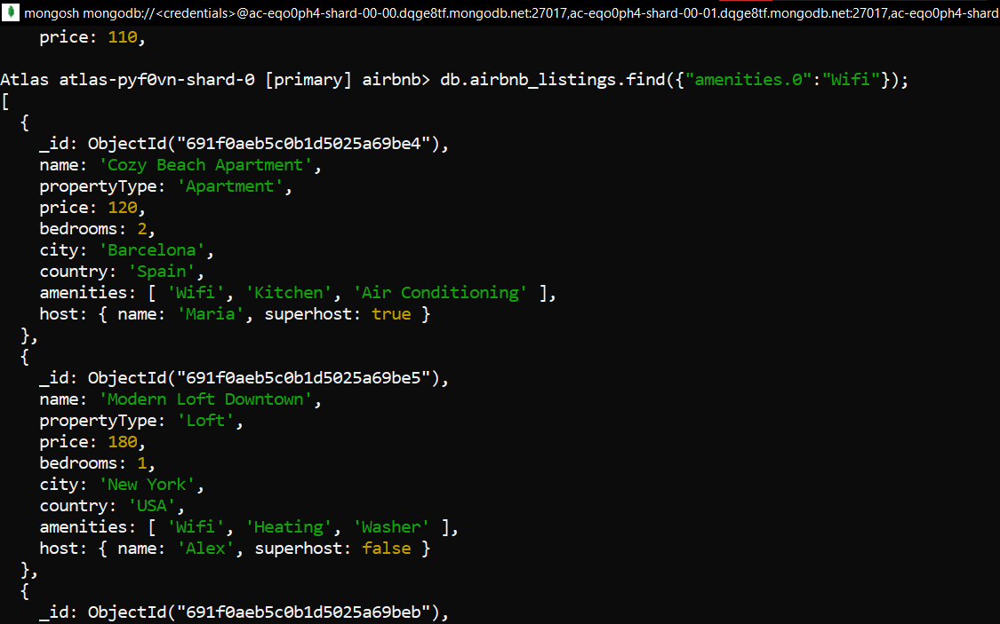 mongosh mongodb://<credentials>@ac-eqo0ph4-shard-00-00.dqge8tf.mongodb.net:27017,ac-eqo0ph4-shard-00-01.dqge8tf.mongodb.net:27017,ac-eqo0ph4-shard
price: 110,
Atlas atlas-pyf0vn-shard-0 [primary] airbnb> db.airbnb_listings.find({"amenities.0":"Wifi"});
[
{
_id: ObjectId("691f0aeb5c0b1d5025a69be4"),
name: 'Cozy Beach Apartment',
propertyType: 'Apartment',
price: 120,
bedrooms: 2,
city: 'Barcelona',
country: 'Spain',
amenities: [ 'Wifi', 'Kitchen', 'Air Conditioning' ],
host: { name: 'Maria', superhost: true }
},
{
_id: ObjectId("691f0aeb5c0b1d5025a69be5"),
name: 'Modern Loft Downtown',
propertyType: 'Loft',
price: 180,
bedrooms: 1,
city: 'New York',
country: 'USA',
amenities: [ 'Wifi', 'Heating', 'Washer' ],
host: { name: 'Alex', superhost: false }
},
{
_id: ObjectId("691f0aeb5c0b1d5025a69beb"),